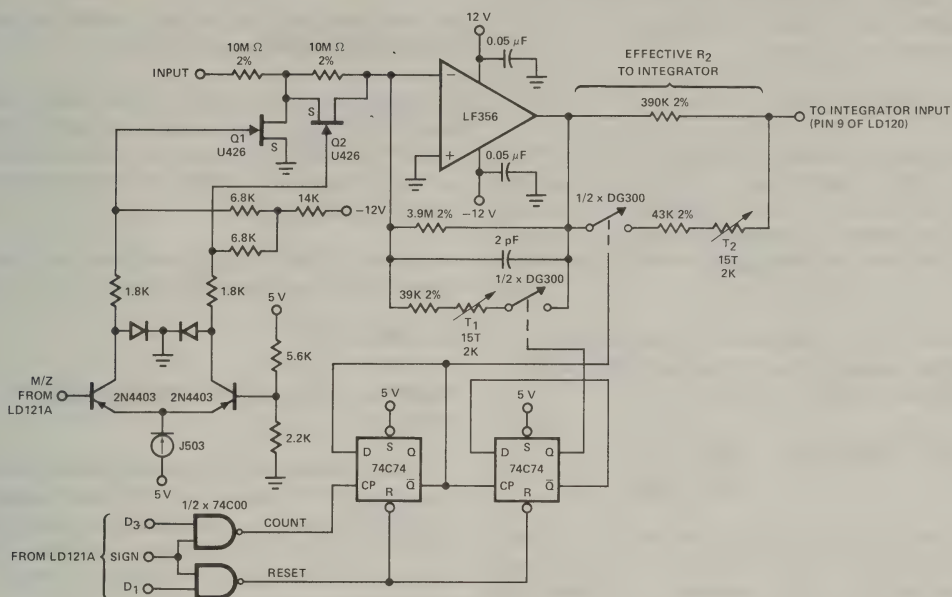 12 V
0.05 μF
10M Ω
2%
10M Ω
2%
INPUT
S
Q1
U426
S
Q2
U426
−
LF356
+
0.05 μF
−12 V
EFFECTIVE R2
TO INTEGRATOR
390K 2%
TO INTEGRATOR INPUT
(PIN 9 OF LD120)
1/2 x DG300
43K 2%
T2
15T
2K
6.8K
14K
−12V
6.8K
3.9M 2%
2 pF
1/2 x DG300
39K 2%
T1
15T
2K
1.8K
1.8K
5 V
5.6K
M/Z
FROM
LD121A
2N4403
2N4403
2.2K
J503
5 V
5 V
S
D
Q
74C74
CP
Q̅
R
5 V
S
D
Q
74C74
CP
Q̅
R
1/2 x 74C00
D3
COUNT
FROM LD121A
SIGN
RESET
D1